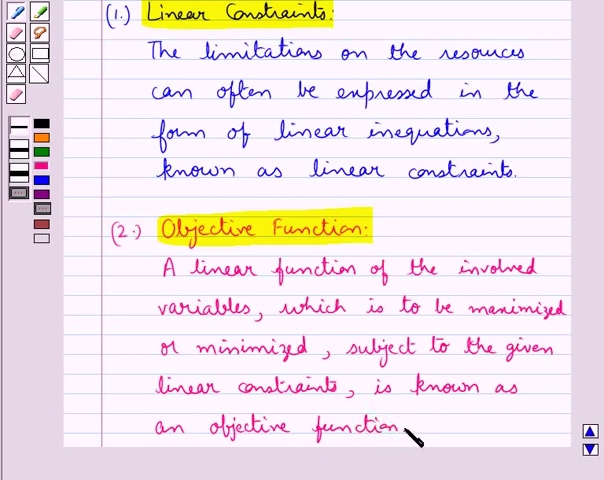 (1.) Linear Constraints:
The limitations on the resources
can often be expressed in the
form of linear inequations,
known as linear constraints.
(2.) Objective Function:
A linear function of the involved
variables, which is to be maximized
or minimized, subject to the given
linear constraints, is known as
an objective function